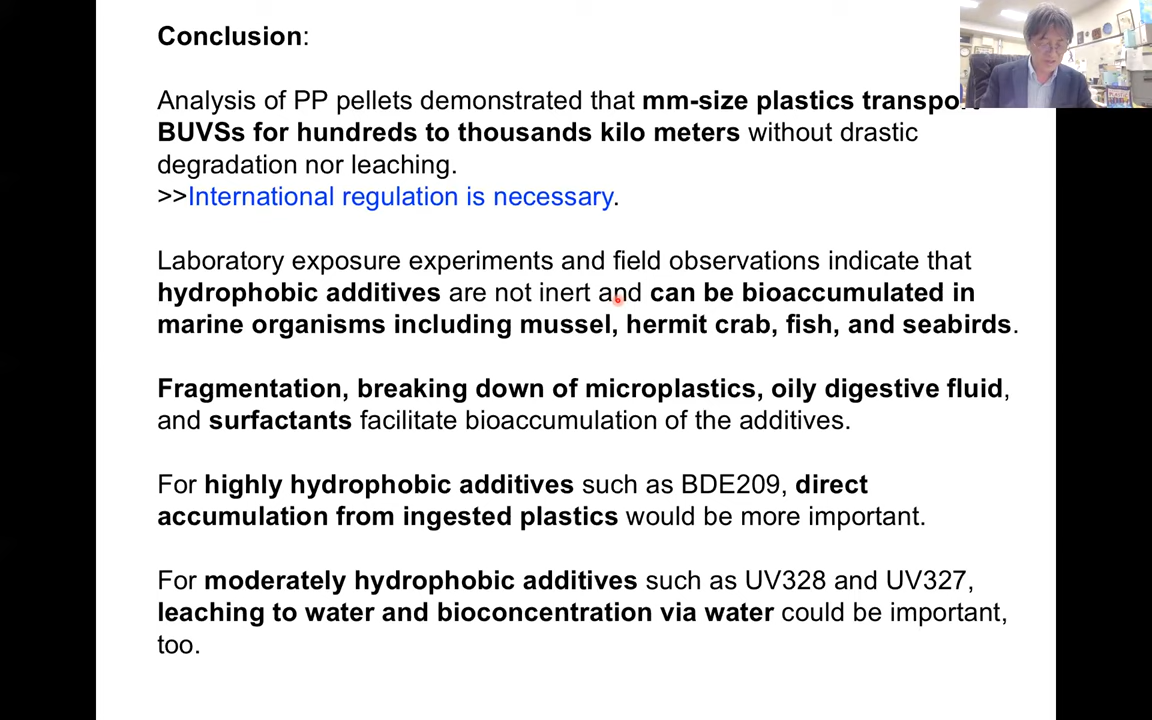 Conclusion:
Analysis of PP pellets demonstrated that mm-size plastics transport
BUVSs for hundreds to thousands kilo meters without drastic
degradation nor leaching.
>>International regulation is necessary.
Laboratory exposure experiments and field observations indicate that
hydrophobic additives are not inert and can be bioaccumulated in
marine organisms including mussel, hermit crab, fish, and seabirds.
Fragmentation, breaking down of microplastics, oily digestive fluid,
and surfactants facilitate bioaccumulation of the additives.
For highly hydrophobic additives such as BDE209, direct
accumulation from ingested plastics would be more important.
For moderately hydrophobic additives such as UV328 and UV327,
leaching to water and bioconcentration via water could be important,
too.